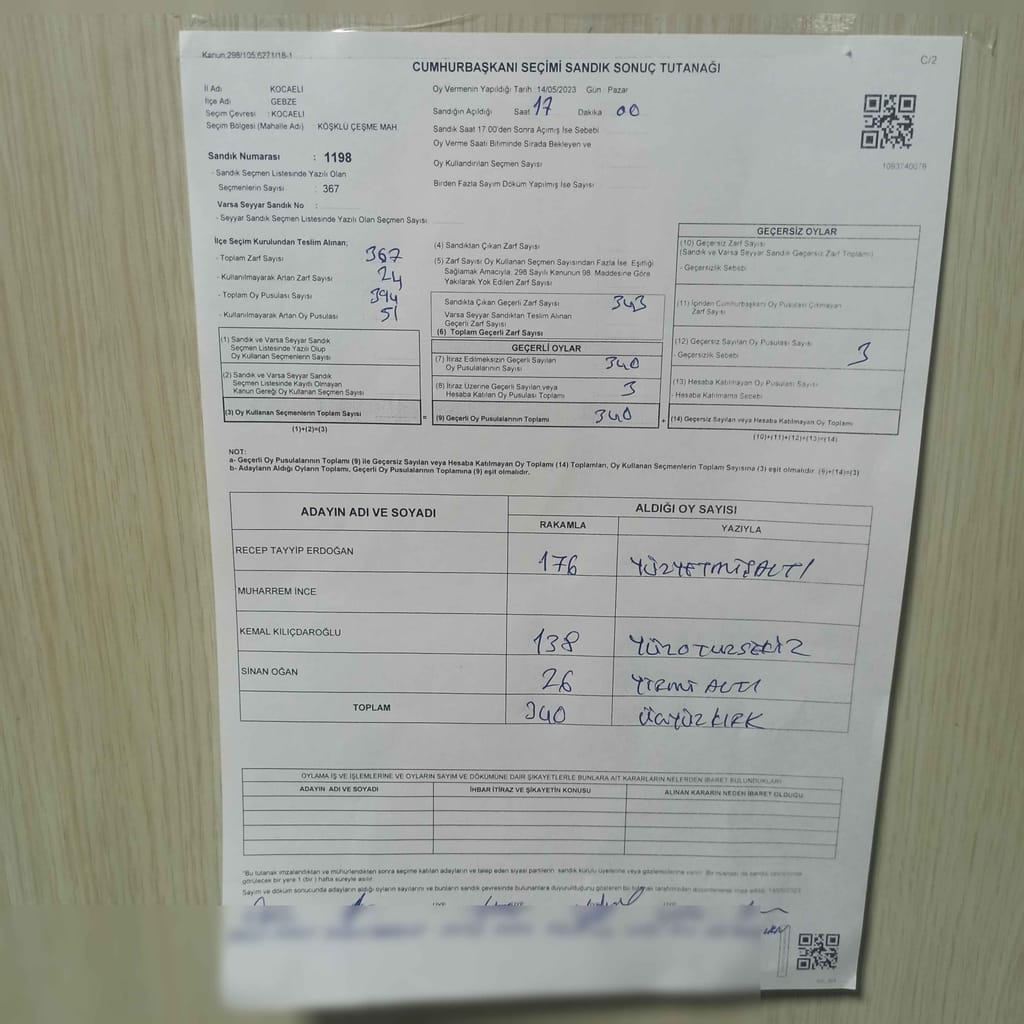 Kanun:298/105;6271/18-1
C/2
CUMHURBAŞKANI SEÇİMİ SANDIK SONUÇ TUTANAĞI
İl Adı KOCAELİ
İlçe Adı GEBZE
Seçim Çevresi : KOCAELİ
Seçim Bölgesi (Mahalle Adı) : KÖŞKLÜ ÇEŞME MAH.
Sandık Numarası : 1198
- Sandık Seçmen Listesinde Yazılı Olan
Seçmenlerin Sayısı : 367
Varsa Seyyar Sandık No :
- Seyyar Sandık Seçmen Listesinde Yazılı Olan Seçmen Sayısı:
Oy Vermenin Yapıldığı Tarih 14/05/2023 Gün Pazar
Sandığın Açıldığı Saat 17 Dakika 00
Sandık Saat 17.00'den Sonra Açımış İse Sebebi
Oy Verme Saati Bitiminde Sırada Bekleyen ve
Oy Kullandırılan Seçmen Sayısı
Birden Fazla Sayım Döküm Yapılmış İse Sayısı
1093740078
İlçe Seçim Kurulundan Teslim Alınan;
- Toplam Zarf Sayısı 367
- Kullanılmayarak Artan Zarf Sayısı 24
- Toplam Oy Pusulası Sayısı 394
- Kullanılmayarak Artan Oy Pusulası 51
(1) Sandık ve Varsa Seyyar Sandık
Seçmen Listesinde Yazılı Olup
Oy Kullanan Seçmenlerin Sayısı
(2) Sandık ve Varsa Seyyar Sandık
Seçmen Listesinde Kayıtlı Olmayan
Kanun Gereği Oy Kullanan Seçmen Sayısı
(3) Oy Kullanan Seçmenlerin Toplam Sayısı
(1)+(2)=(3)
=
(4) Sandıktan Çıkan Zarf Sayısı
(5) Zarf Sayısı Oy Kullanan Seçmen Sayısından Fazla İse, Eşitliği
Sağlamak Amacıyla, 298 Sayılı Kanunun 98. Maddesine Göre
Yakılarak Yok Edilen Zarf Sayısı
Sandıkta Çıkan Geçerli Zarf Sayısı 343
Varsa Seyyar Sandıktan Teslim Alınan
Geçerli Zarf Sayısı
(6) Toplam Geçerli Zarf Sayısı
GEÇERLİ OYLAR
(7) İtiraz Edilmeksizin Geçerli Sayılan
Oy Pusulası Toplamı 340
(8) İtiraz Üzerine Geçerli Sayılan veya
Hesaba Katılan Oy Pusulası Toplamı 3
(9) Geçerli Oy Pusulalarının Toplamı 340
+
GEÇERSİZ OYLAR
(10) Geçersiz Zarf Sayısı
(Sandık ve Varsa Seyyar Sandık Geçersiz Zarf Toplamı)
- Geçersizlik Sebebi
(11) İçinden Cumhurbaşkanı Oy Pusulası Çıkmayan
Zarf Sayısı
(12) Geçersiz Sayılan Oy Pusulası Sayısı
- Geçersizlik Sebebi 3
(13) Hesaba Katılmayan Oy Pusulası Sayısı
- Hesaba Katılmama Sebebi
(14) Geçersiz Sayılan veya Hesaba Katılmayan Oy Toplamı
(10)+(11)+(12)+(13)=(14)
NOT:
a- Geçerli Oy Pusulalarının Toplamı (9) ile Geçersiz Sayılan veya Hesaba Katılmayan Oy Toplamı (14) Toplamları, Oy Kullanan Seçmenlerin Toplam Sayısına (3) eşit olmalıdır. (9)+(14)=(3)
b- Adayların Aldığı Oyların Toplamı, Geçerli Oy Pusulalarının Toplamına (9) eşit olmalıdır.
ADAYIN ADI VE SOYADI ALDIĞI OY SAYISI
RAKAMLA YAZIYLA
RECEP TAYYİP ERDOĞAN 176 YÜZYETMİŞALTI
MUHARREM İNCE
KEMAL KILIÇDAROĞLU 138 YÜZOTUZSEKİZ
SİNAN OĞAN 26 YİRMİ ALTI
TOPLAM 340 ÜÇYÜZKIRK
OYLAMA İŞ VE İŞLEMLERİNE VE OYLARIN SAYIM VE DÖKÜMÜNE DAİR ŞİKAYETLERLE BUNLARA AİT KARARLARIN NELERDEN İBARET BULUNDUKLARI
ADAYIN ADI VE SOYADI İHBAR İTİRAZ VE ŞİKAYETİN KONUSU ALINAN KARARIN NEDEN İBARET OLDUĞU
"Bu tutanak imzalandıktan ve mühürlendikten sonra seçime katılan adayların ve talep eden siyasi partilerin, sandık kurulu üyelerine veya gözlemcilerine verilir.
görülecek bir yere 1 (bir) hafta süreyle asılır.
Sayım ve döküm sonucunda adayların aldığı oyların sayılarını ve bunların sandık çevresinde bulunanlara duyurulduğunu gösteren bu tutanak